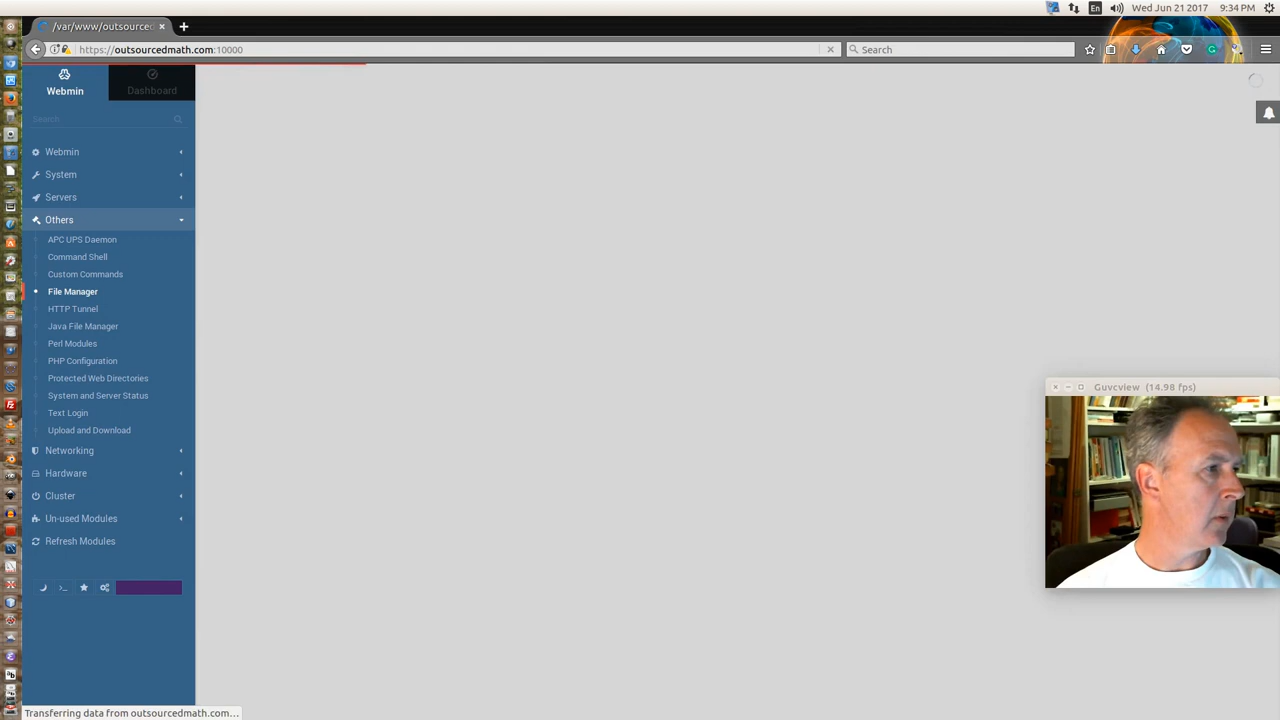 En
Wed Jun 21 2017
9:34 PM
/var/www/outsourced
https://outsourcedmath.com:10000
Search
Webmin
Dashboard
Search
Webmin
System
Servers
Others
APC UPS Daemon
Command Shell
Custom Commands
File Manager
HTTP Tunnel
Java File Manager
Perl Modules
PHP Configuration
Protected Web Directories
System and Server Status
Text Login
Upload and Download
Networking
Hardware
Cluster
Un-used Modules
Refresh Modules
Guvcview (14.98 fps)
Transferring data from outsourcedmath.com…